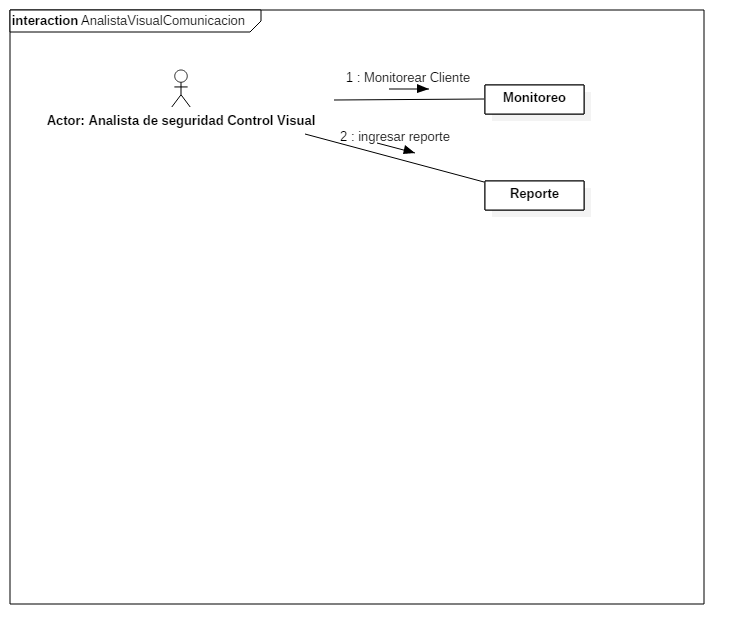 interaction AnalistaVisualComunicacion
1 : Monitorear Cliente
Monitoreo
Actor: Analista de seguridad Control Visual
2 : ingresar reporte
Reporte